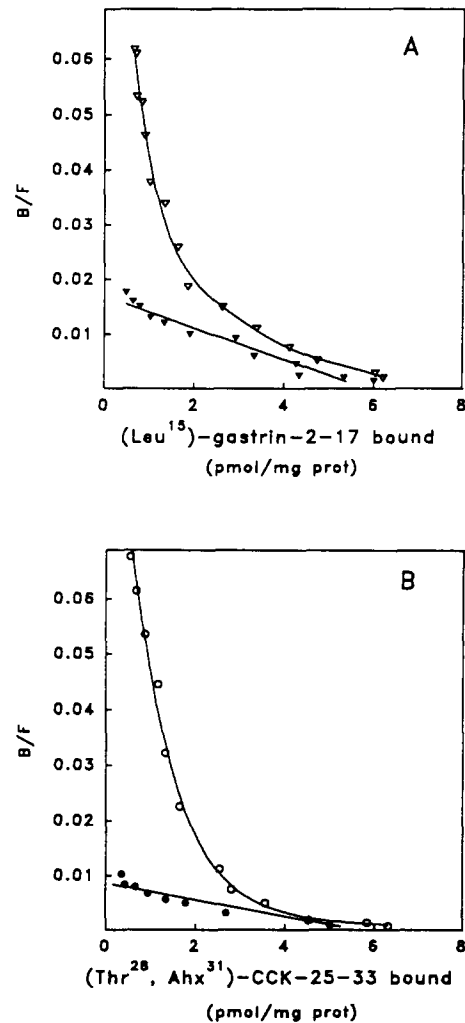 A
0.06
0.05
0.04
0.03
0.02
0.01
B/F
0 2 4 6 8
(Leu¹⁵)-gastrin-2-17 bound
(pmol/mg prot)
B
0.06
0.05
0.04
0.03
0.02
0.01
B/F
0 2 4 6 8
(Thr²⁸, Ahx³¹)-CCK-25-33 bound
(pmol/mg prot)